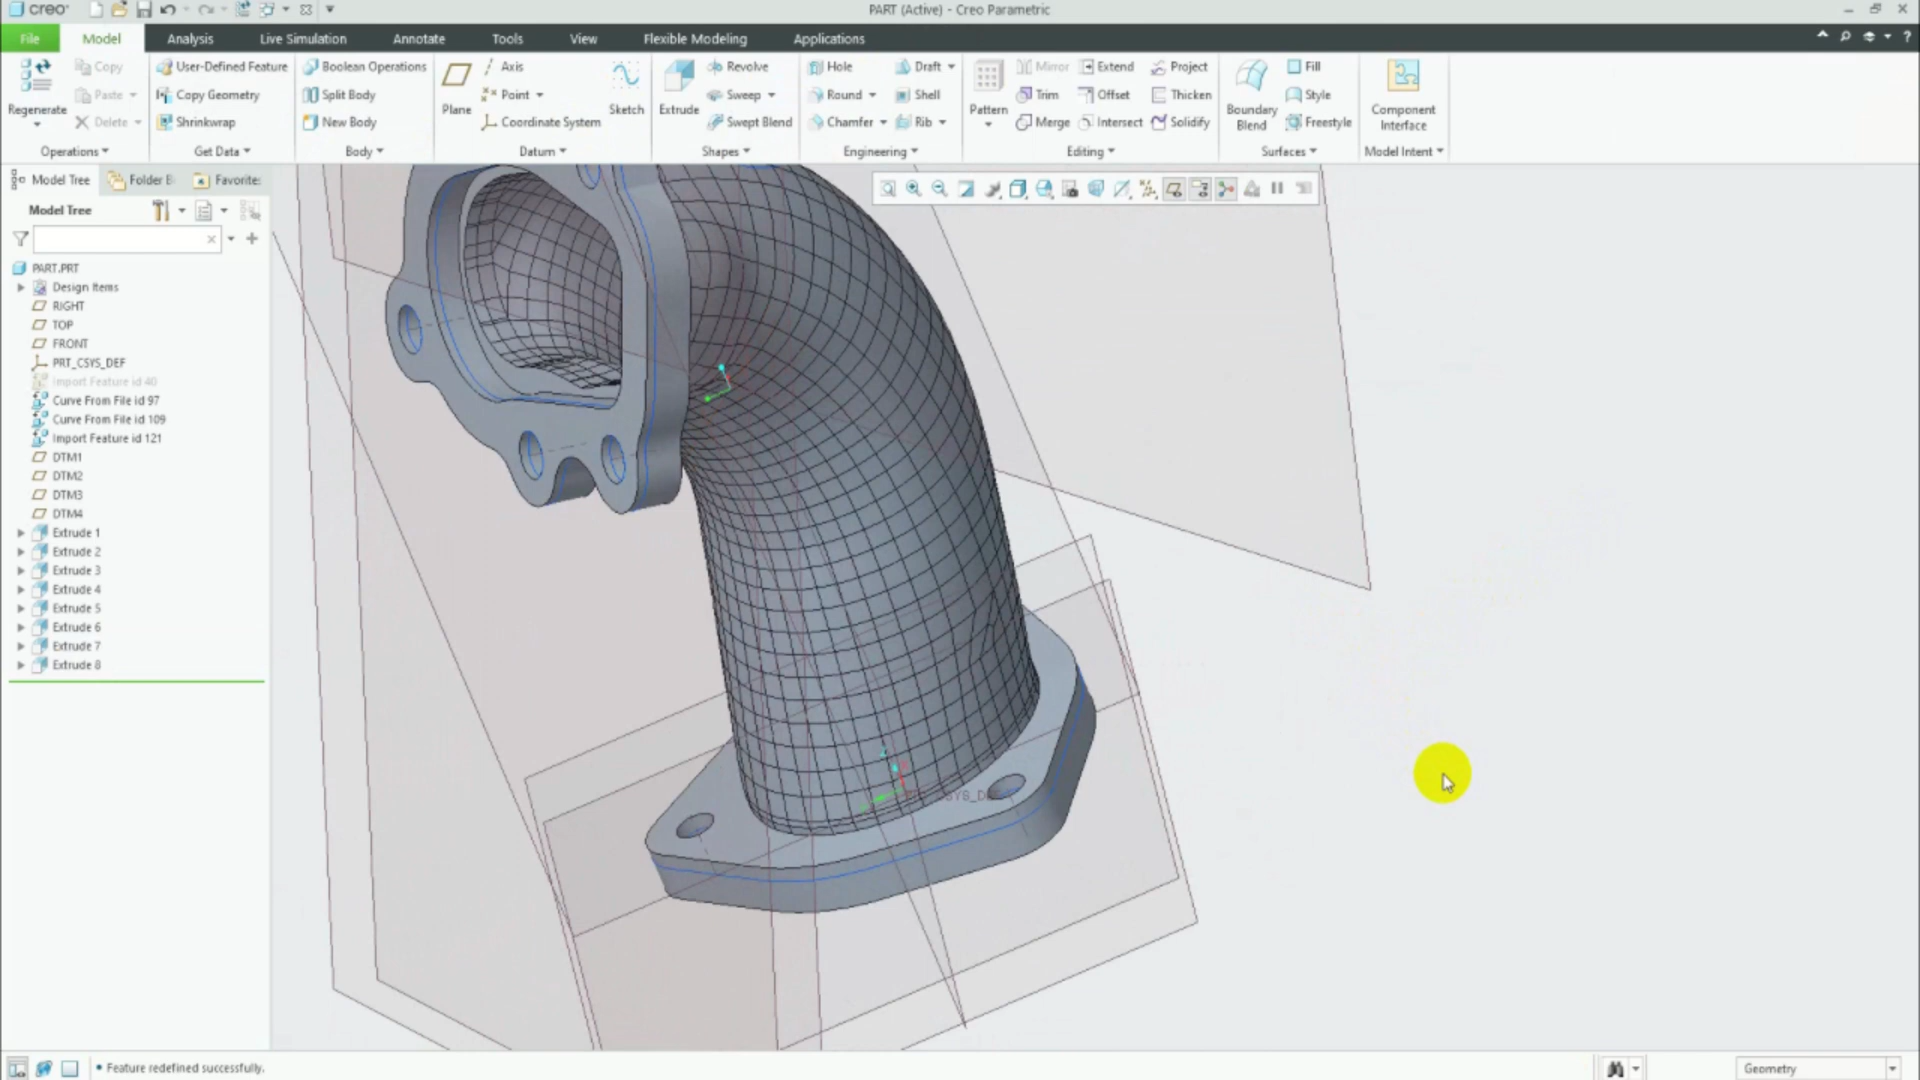 creo
PART (Active) - Creo Parametric
File Model Analysis Live Simulation Annotate Tools View Flexible Modeling Applications
Regenerate
Copy
Paste
Delete
Operations
User-Defined Feature
Copy Geometry
Shrinkwrap
Get Data
Boolean Operations
Split Body
New Body
Body
Plane
Axis
Point
Coordinate System
Sketch
Datum
Extrude
Revolve
Sweep
Swept Blend
Shapes
Hole
Round
Chamfer
Draft
Shell
Rib
Engineering
Pattern
Mirror
Trim
Merge
Extend
Offset
Intersect
Project
Thicken
Solidify
Editing
Boundary
Blend
Fill
Style
Freestyle
Surfaces
Component
Interface
Model Intent
Model Tree Folder B Favorite:
Model Tree
PART.PRT
Design Items
RIGHT
TOP
FRONT
PRT_CSYS_DEF
Import Feature id 40
Curve From File id 97
Curve From File id 109
Import Feature id 121
DTM1
DTM2
DTM3
DTM4
Extrude 1
Extrude 2
Extrude 3
Extrude 4
Extrude 5
Extrude 6
Extrude 7
Extrude 8
• Feature redefined successfully.
Geometry